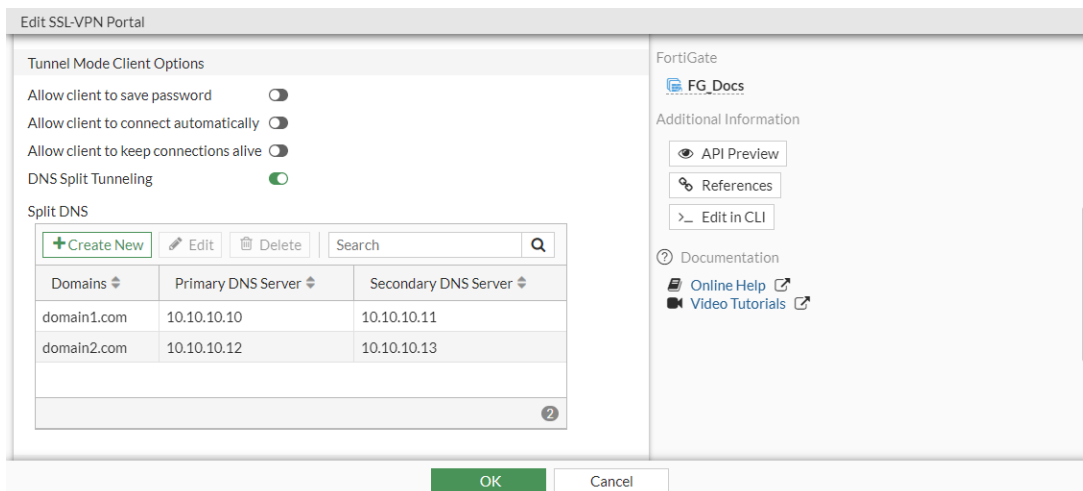 Edit SSL-VPN Portal
Tunnel Mode Client Options
Allow client to save password
Allow client to connect automatically
Allow client to keep connections alive
DNS Split Tunneling
Split DNS
+ Create New Edit Delete Search
Domains Primary DNS Server Secondary DNS Server
domain1.com 10.10.10.10 10.10.10.11
domain2.com 10.10.10.12 10.10.10.13
2
FortiGate
FG_Docs
Additional Information
API Preview
References
>_ Edit in CLI
? Documentation
Online Help
Video Tutorials
OK Cancel